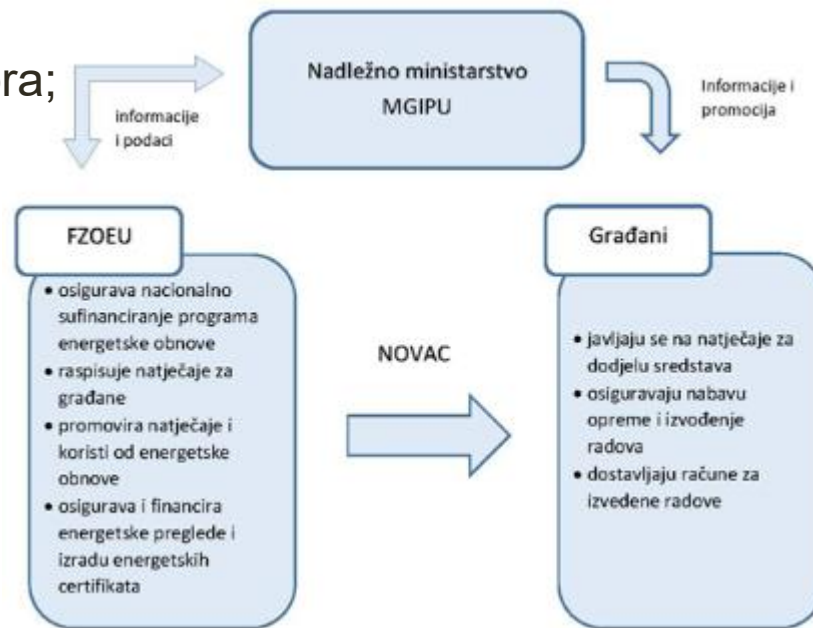 ra;
Nadležno ministarstvo
MGIPU
informacije
i podaci
Informacije i
promocija
FZOEU
• osigurava nacionalno
sufinanciranje programa
energetske obnove
• raspisuje natječaje za
građane
• promovira natječaje i
koristi od energetske
obnove
• osigurava i financira
energetske preglede i
izradu energetskih
certifikata
NOVAC
Građani
• javljaju se na natječaje za
dodjelu sredstava
• osiguravaju nabavu
opreme i izvođenje
radova
• dostavljaju račune za
izvedene radove